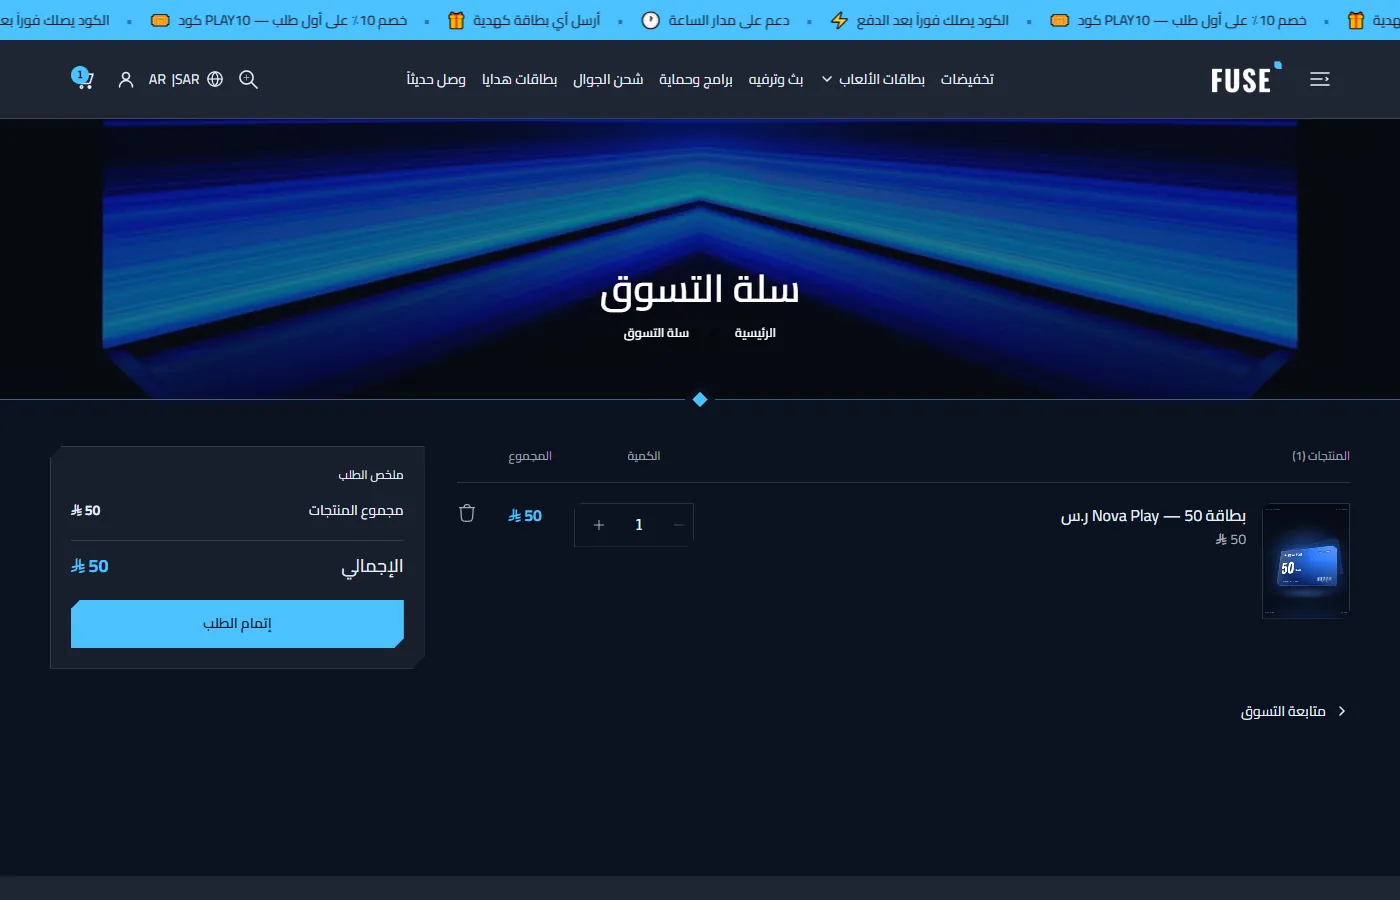 هدية ▪ 🎁 خصم 10٪ على أول طلب — PLAY10 كود 🎟️ ▪ الكود يصلك فوراً بعد الدفع ⚡ ▪ دعم على مدار الساعة 🕐 ▪ أرسل أي بطاقة كهدية 🎁 ▪ خصم 10٪ على أول طلب — PLAY10 كود 🎟️ ▪ الكود يصلك فوراً
FUSE
تخفيضات
بطاقات الألعاب
بث وترفيه
برامج وحماية
شحن الجوال
بطاقات هدايا
وصل حديثاً
AR |SAR
1
سلة التسوق
الرئيسية
سلة التسوق
المنتجات (1)
الكمية
المجموع
بطاقة Nova Play — 50 ر.س
50
50
1
50
متابعة التسوق
ملخص الطلب
مجموع المنتجات
50
الإجمالي
50
إتمام الطلب